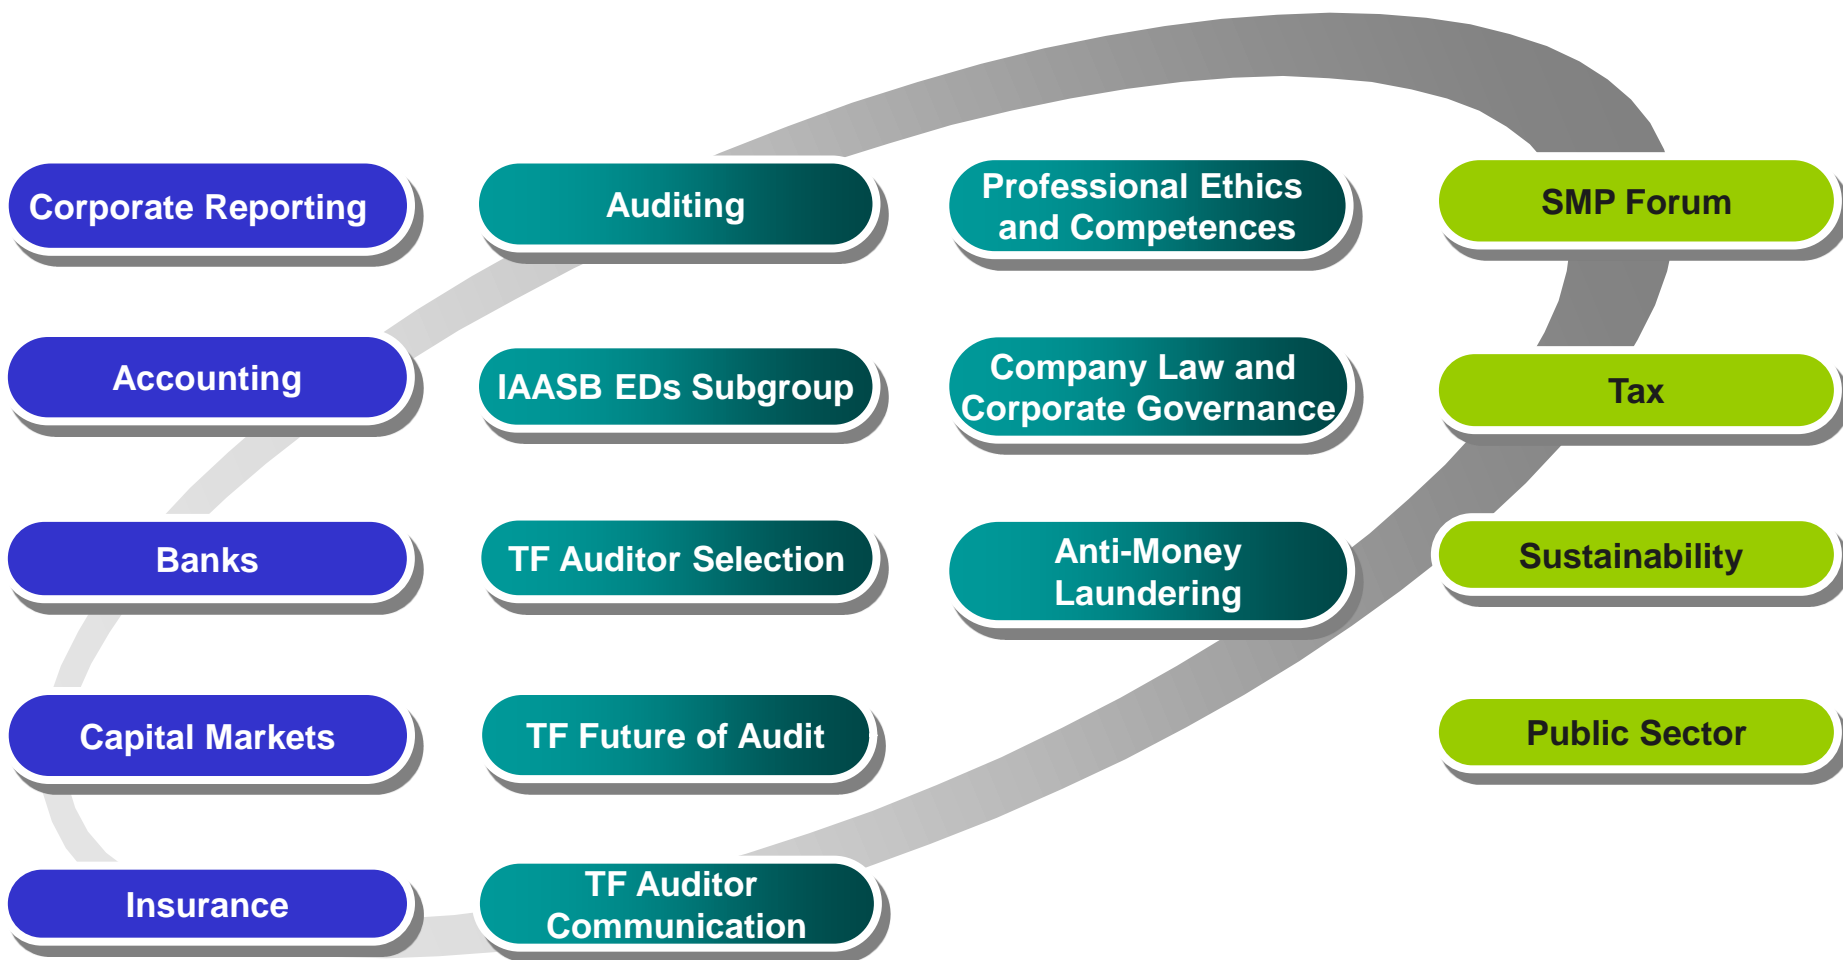 Corporate Reporting
Accounting
Banks
Capital Markets
Insurance
Auditing
IAASB EDs Subgroup
TF Auditor Selection
TF Future of Audit
TF Auditor
Communication
Professional Ethics
and Competences
Company Law and
Corporate Governance
Anti-Money
Laundering
SMP Forum
Tax
Sustainability
Public Sector